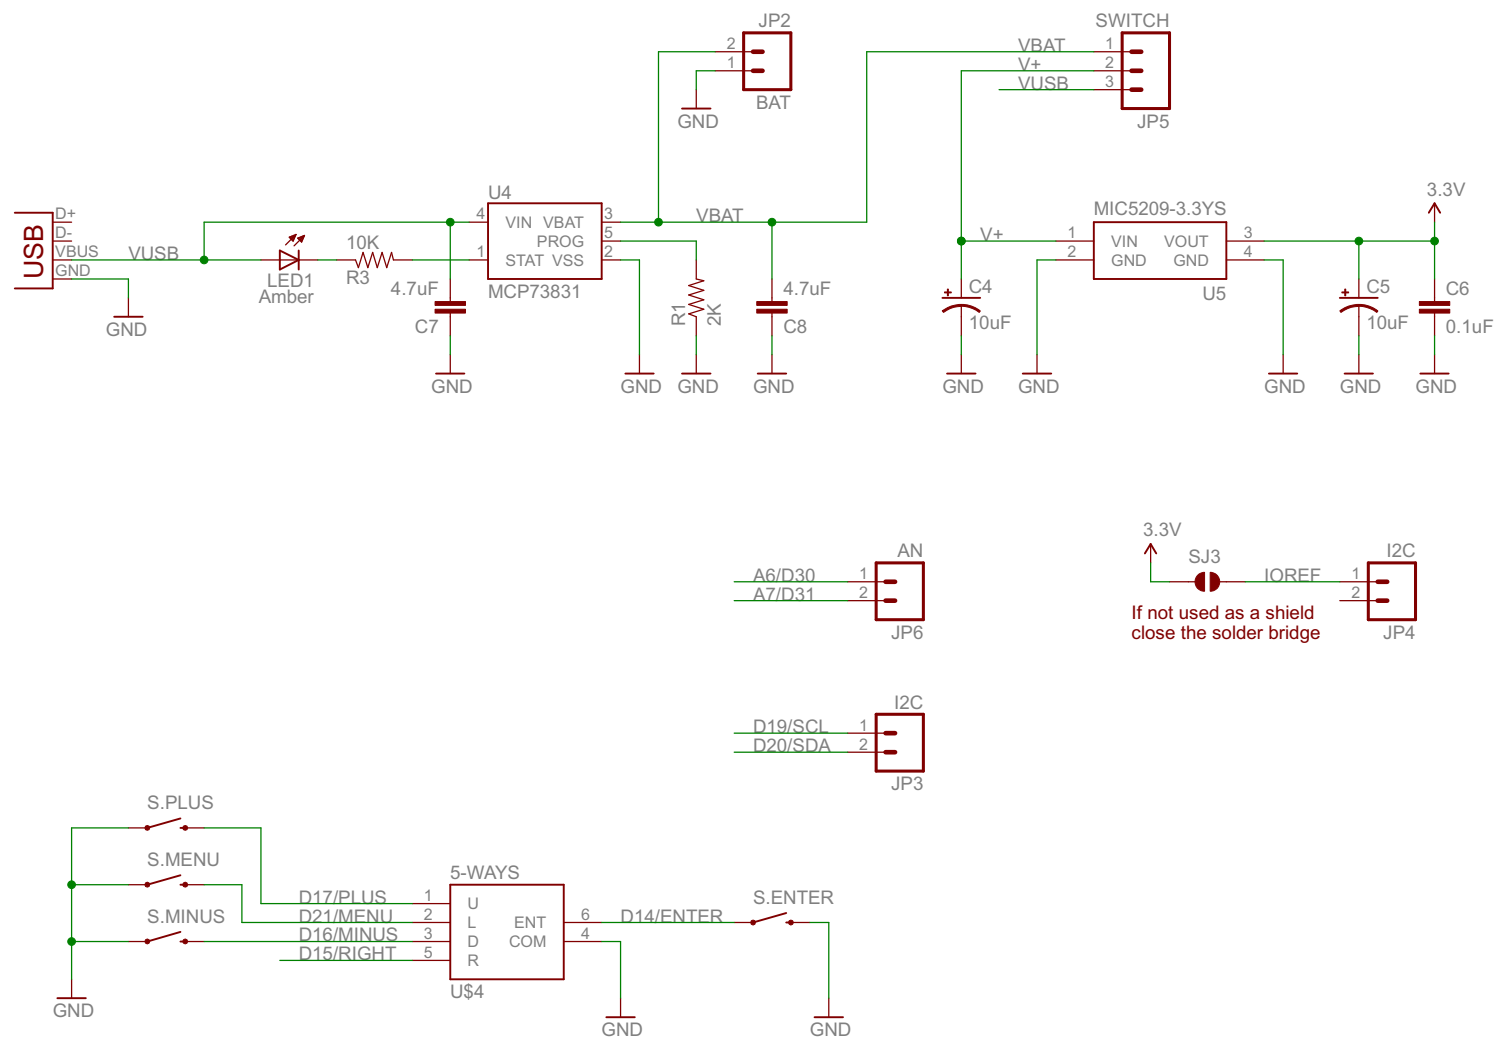 JP2
2
1
BAT
GND
SWITCH
VBAT 1
V+ 2
VUSB 3
JP5
USB
D+
D-
VBUS
GND
VUSB
GND
LED1
Amber
10K
R3
4.7uF
C7
GND
U4
4 VIN VBAT 3
PROG 5
1 STAT VSS 2
MCP73831
VBAT
GND
R1
2K
GND
4.7uF
C8
GND
V+
C4
10uF
GND
MIC5209-3.3YS
1 VIN VOUT 3
2 GND GND 4
U5
GND
GND
3.3V
C5
10uF
GND
C6
0.1uF
GND
AN
A6/D30 1
A7/D31 2
JP6
3.3V
SJ3
IOREF
I2C
1
2
JP4
If not used as a shield
close the solder bridge
I2C
D19/SCL 1
D20/SDA 2
JP3
S.PLUS
S.MENU
S.MINUS
GND
5-WAYS
D17/PLUS 1 U
D21/MENU 2 L
D16/MINUS 3 D
D15/RIGHT 5 R
ENT 6
COM 4
U$4
D14/ENTER
S.ENTER
GND
GND